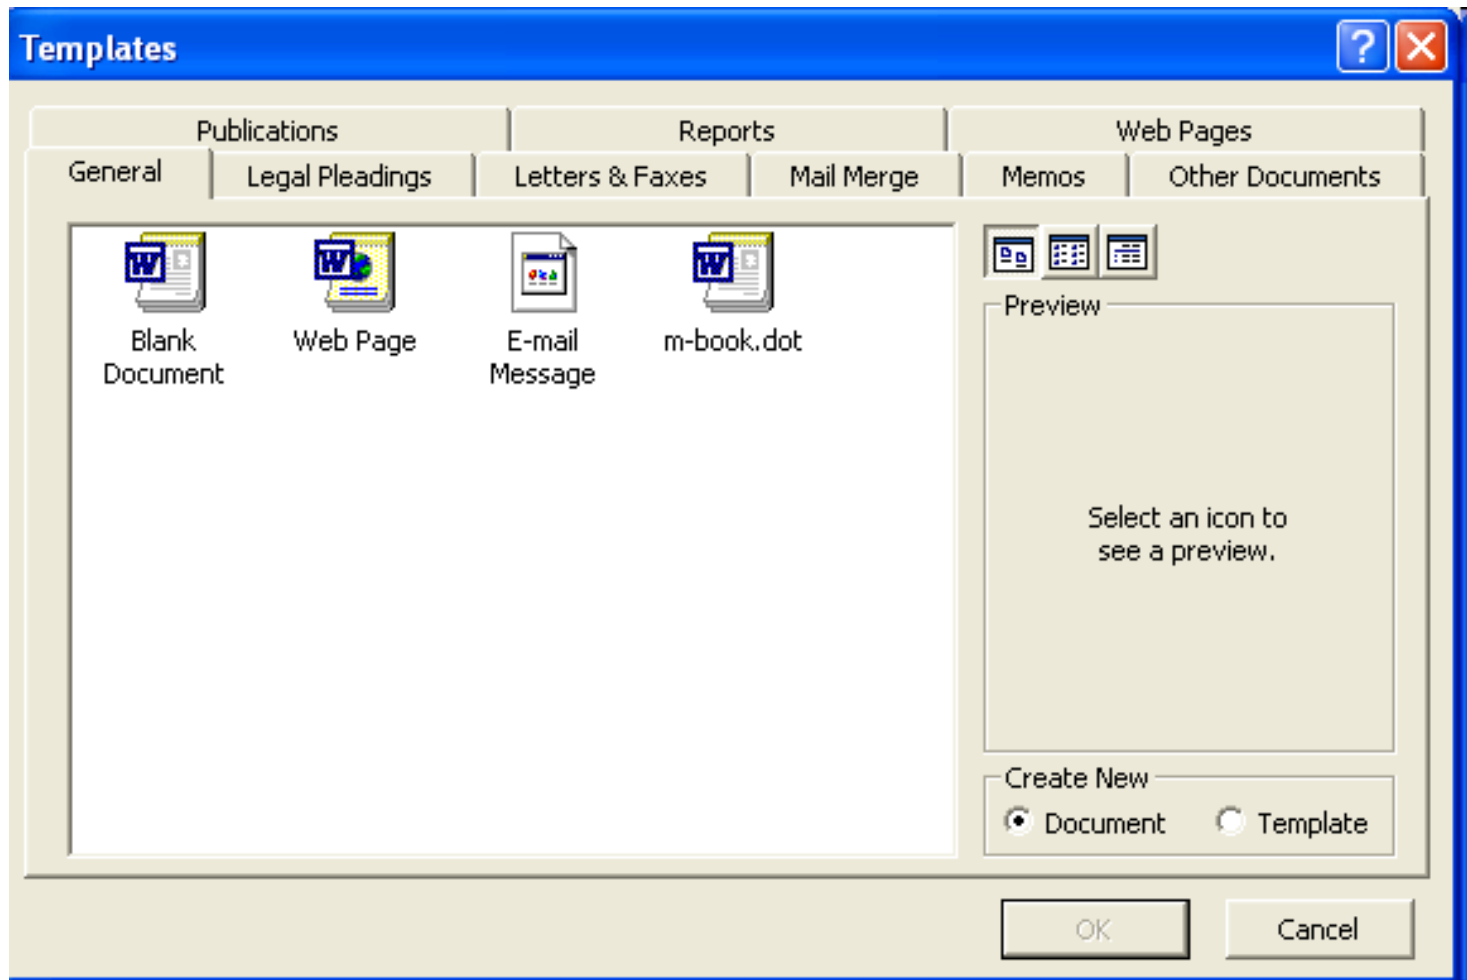 Templates
Publications Reports Web Pages
General Legal Pleadings Letters & Faxes Mail Merge Memos Other Documents
Blank Document
Web Page
E-mail Message
m-book.dot
Preview
Select an icon to
see a preview.
Create New
Document Template
OK Cancel